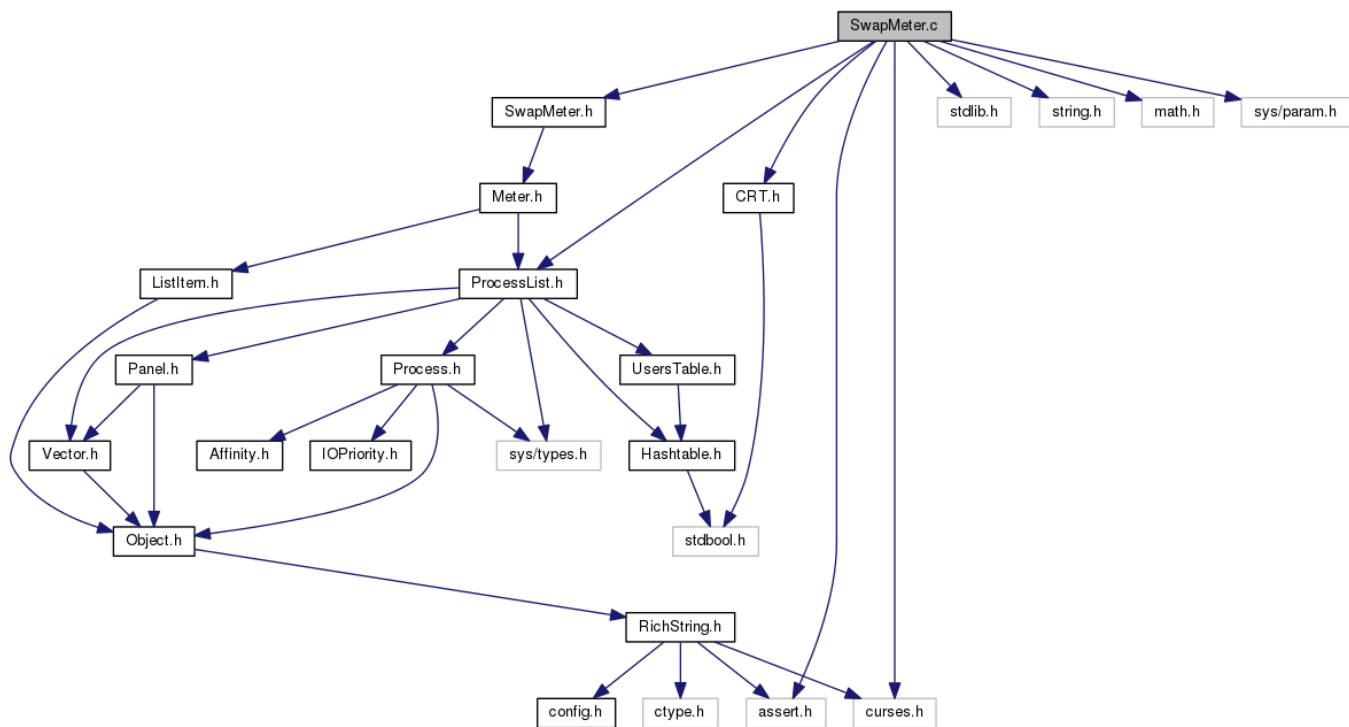 SwapMeter.c
SwapMeter.h
stdlib.h
string.h
math.h
sys/param.h
Meter.h
CRT.h
ListItem.h
ProcessList.h
Panel.h
Process.h
UsersTable.h
Vector.h
Affinity.h
IOPriority.h
sys/types.h
Hashtable.h
Object.h
stdbool.h
RichString.h
config.h
ctype.h
assert.h
curses.h